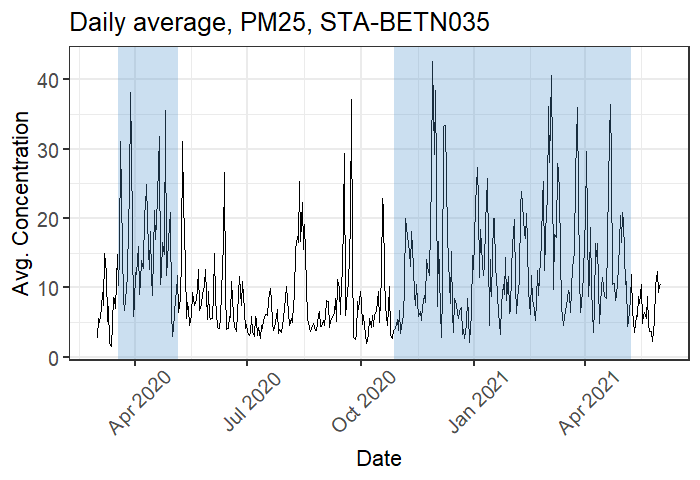 Daily average, PM25, STA-BETN035
Avg. Concentration
40
30
20
10
0
Apr 2020
Jul 2020
Oct 2020
Jan 2021
Apr 2021
Date